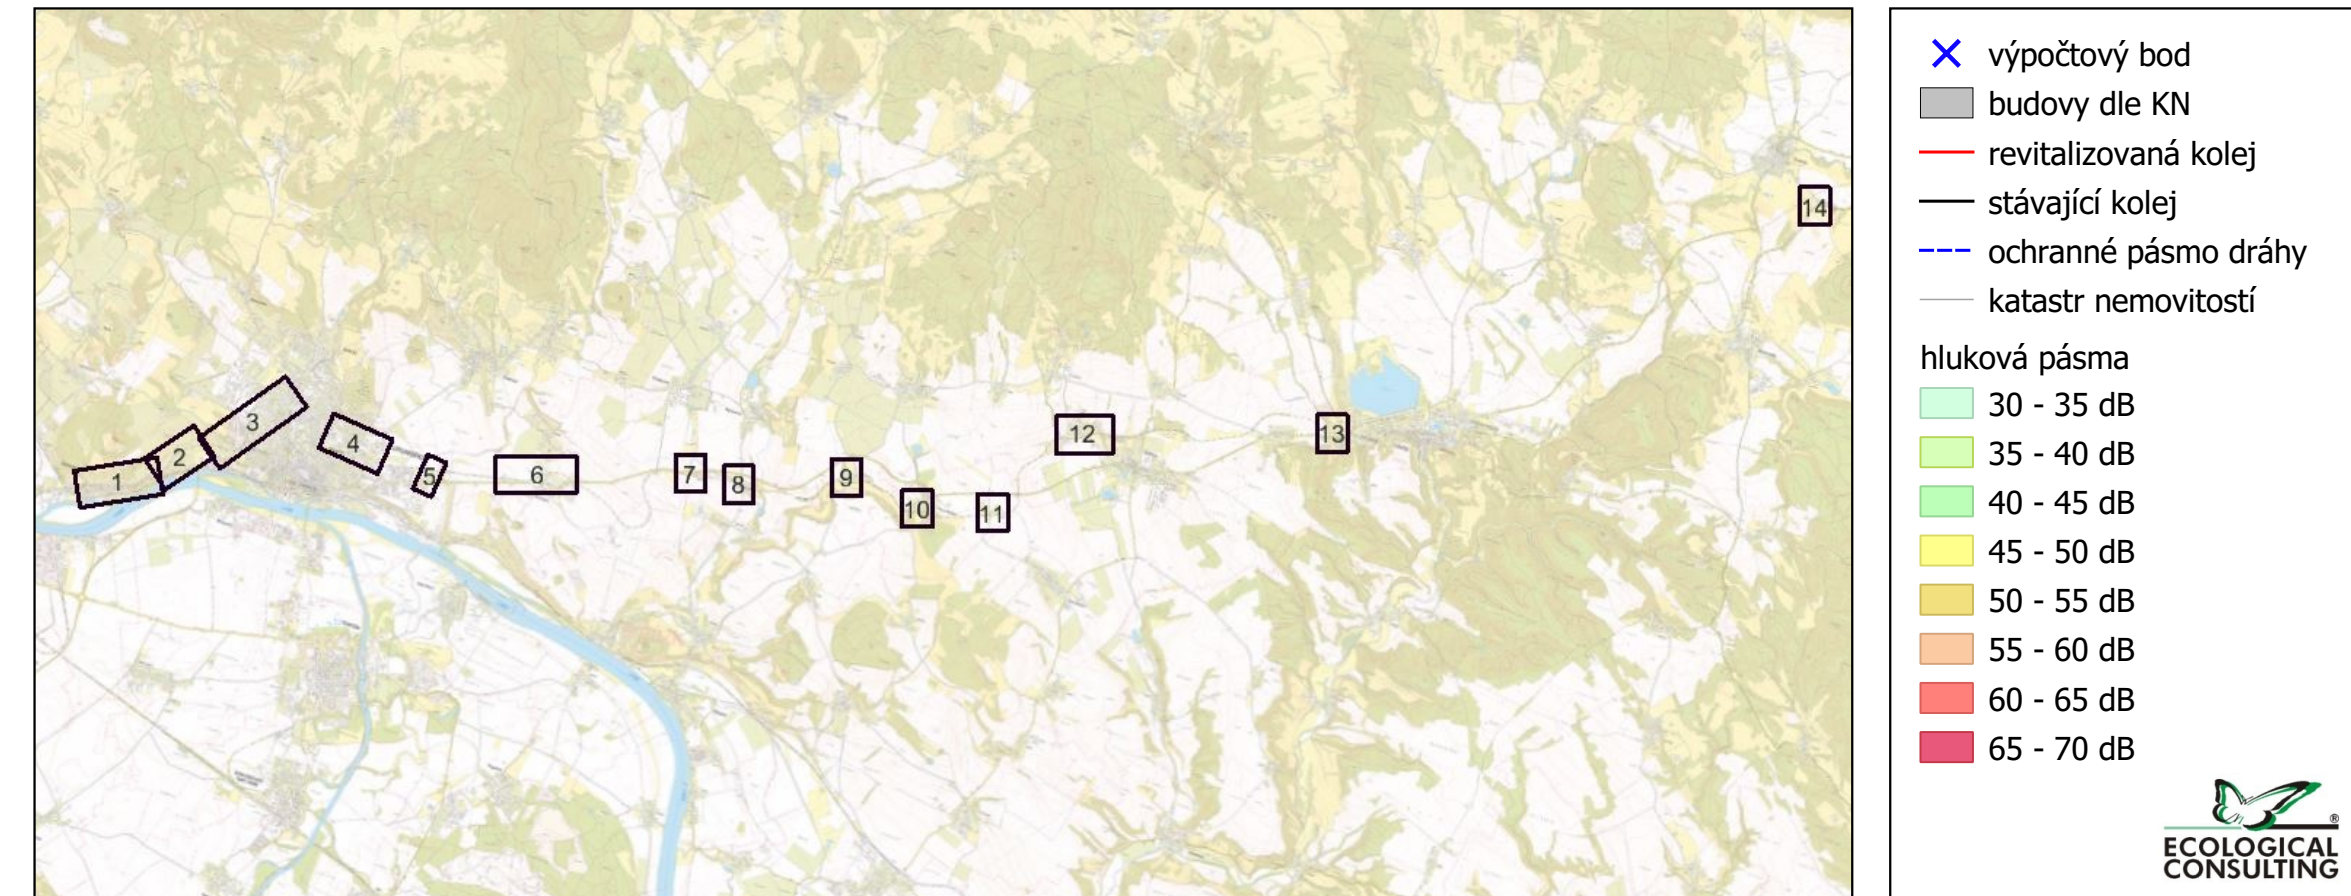 1
2
3
4
5
6
7
8
9
10
11
12
13
14
výpočtový bod
budovy dle KN
revitalizovaná kolej
stávající kolej
ochranné pásmo dráhy
katastr nemovitostí
hluková pásma
30 - 35 dB
35 - 40 dB
40 - 45 dB
45 - 50 dB
50 - 55 dB
55 - 60 dB
60 - 65 dB
65 - 70 dB
®
ECOLOGICAL
CONSULTING